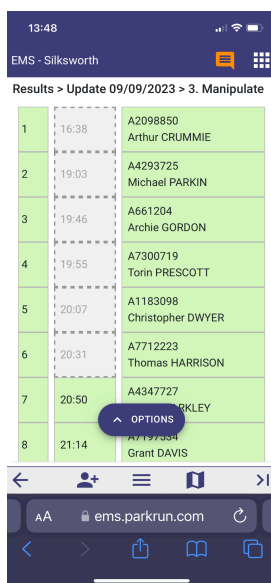 13:48
EMS - Silksworth
Results > Update 09/09/2023 > 3. Manipulate
1 16:38 A2098850
Arthur CRUMMIE
2 19:03 A4293725
Michael PARKIN
3 19:46 A661204
Archie GORDON
4 19:55 A7300719
Torin PRESCOTT
5 20:07 A1183098
Christopher DWYER
6 20:31 A7712223
Thomas HARRISON
7 20:50 A4347727
OPTIONS
8 21:14 A7197534
Grant DAVIS
AA ems.parkrun.com